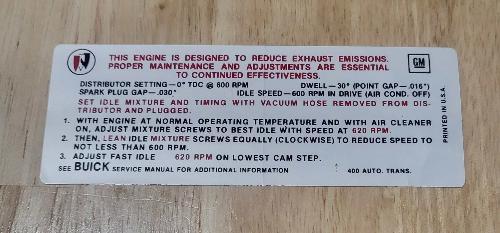 THIS ENGINE IS DESIGNED TO REDUCE EXHAUST EMISSIONS.
PROPER MAINTENANCE AND ADJUSTMENTS ARE ESSENTIAL
TO CONTINUED EFFECTIVENESS.
GM
DISTRIBUTOR SETTING—0° TDC @ 600 RPM DWELL—30° (POINT GAP—.016")
SPARK PLUG GAP—.030" IDLE SPEED—600 RPM IN DRIVE (AIR COND. OFF)
SET IDLE MIXTURE AND TIMING WITH VACUUM HOSE REMOVED FROM DIS-
TRIBUTOR AND PLUGGED.
1. WITH ENGINE AT NORMAL OPERATING TEMPERATURE AND WITH AIR CLEANER
ON, ADJUST MIXTURE SCREWS TO BEST IDLE WITH SPEED AT 620 RPM.
2. THEN, LEAN IDLE MIXTURE SCREWS EQUALLY (CLOCKWISE) TO REDUCE SPEED TO
NOT LESS THAN 600 RPM.
3. ADJUST FAST IDLE 620 RPM ON LOWEST CAM STEP.
SEE BUICK SERVICE MANUAL FOR ADDITIONAL INFORMATION 400 AUTO. TRANS.
PRINTED IN U.S.A.